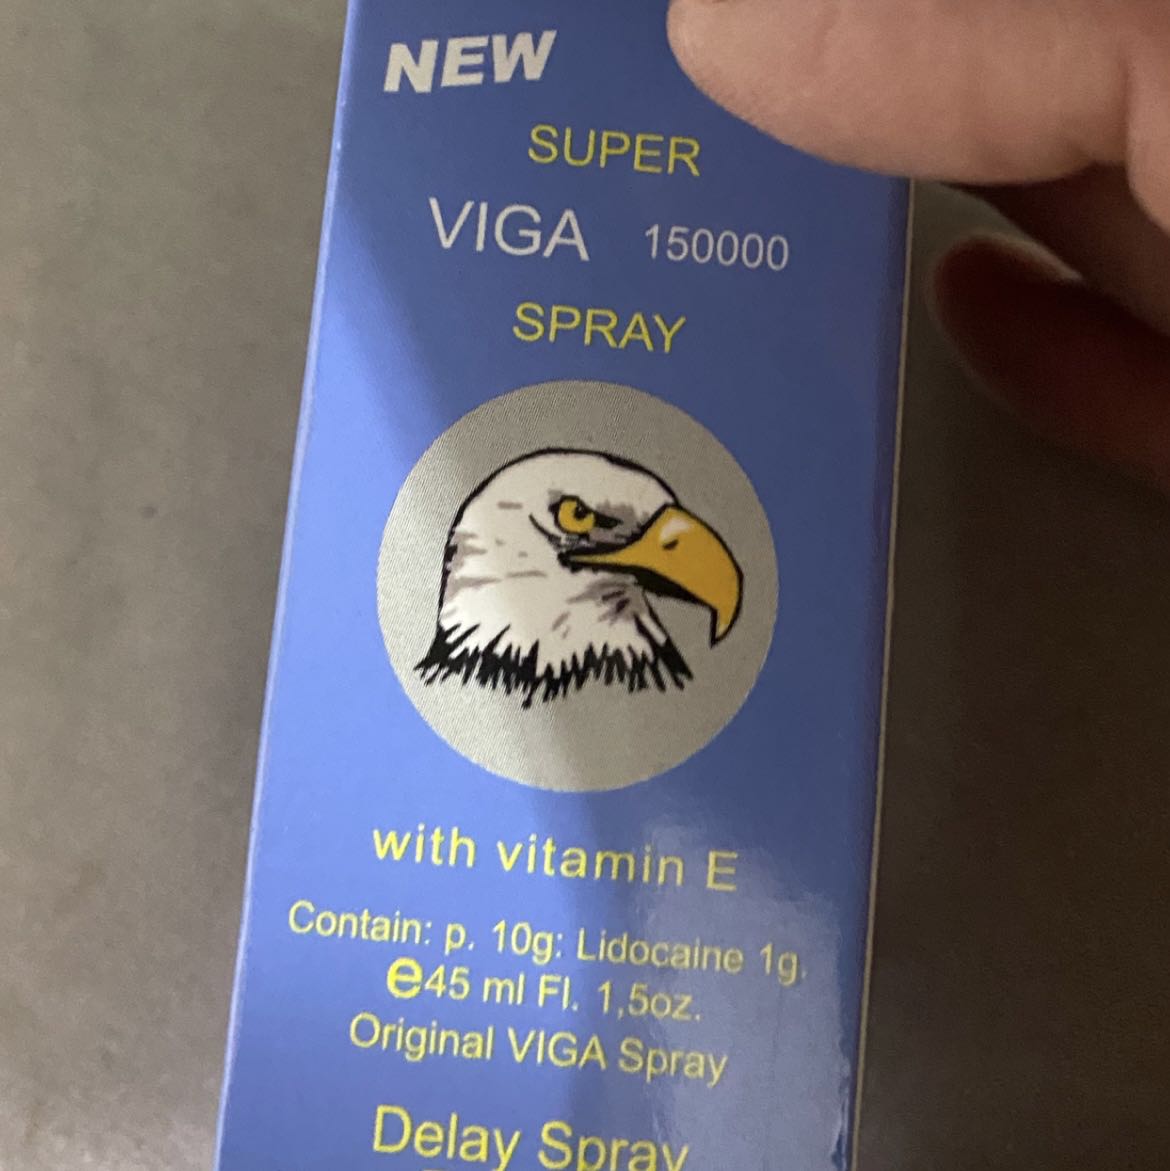 NEW
SUPER
VIGA 150000
SPRAY
with vitamin E
Contain: p. 10g: Lidocaine 1g.
e45 ml Fl. 1,5oz.
Original VIGA Spray
Delay Spray